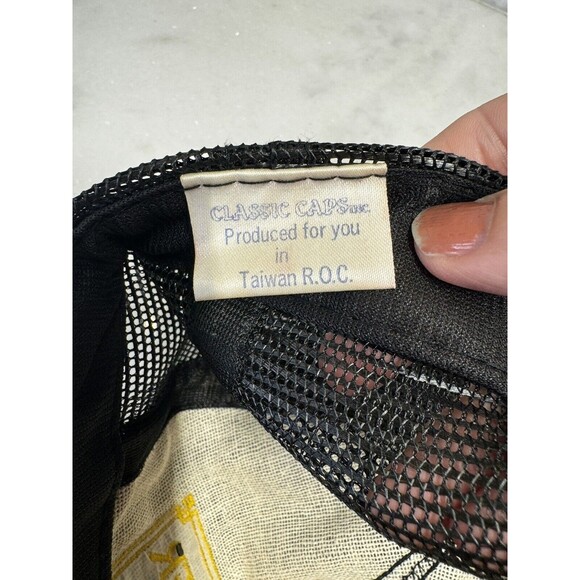 CLASSIC CAPS INC.
Produced for you
in
Taiwan R.O.C.